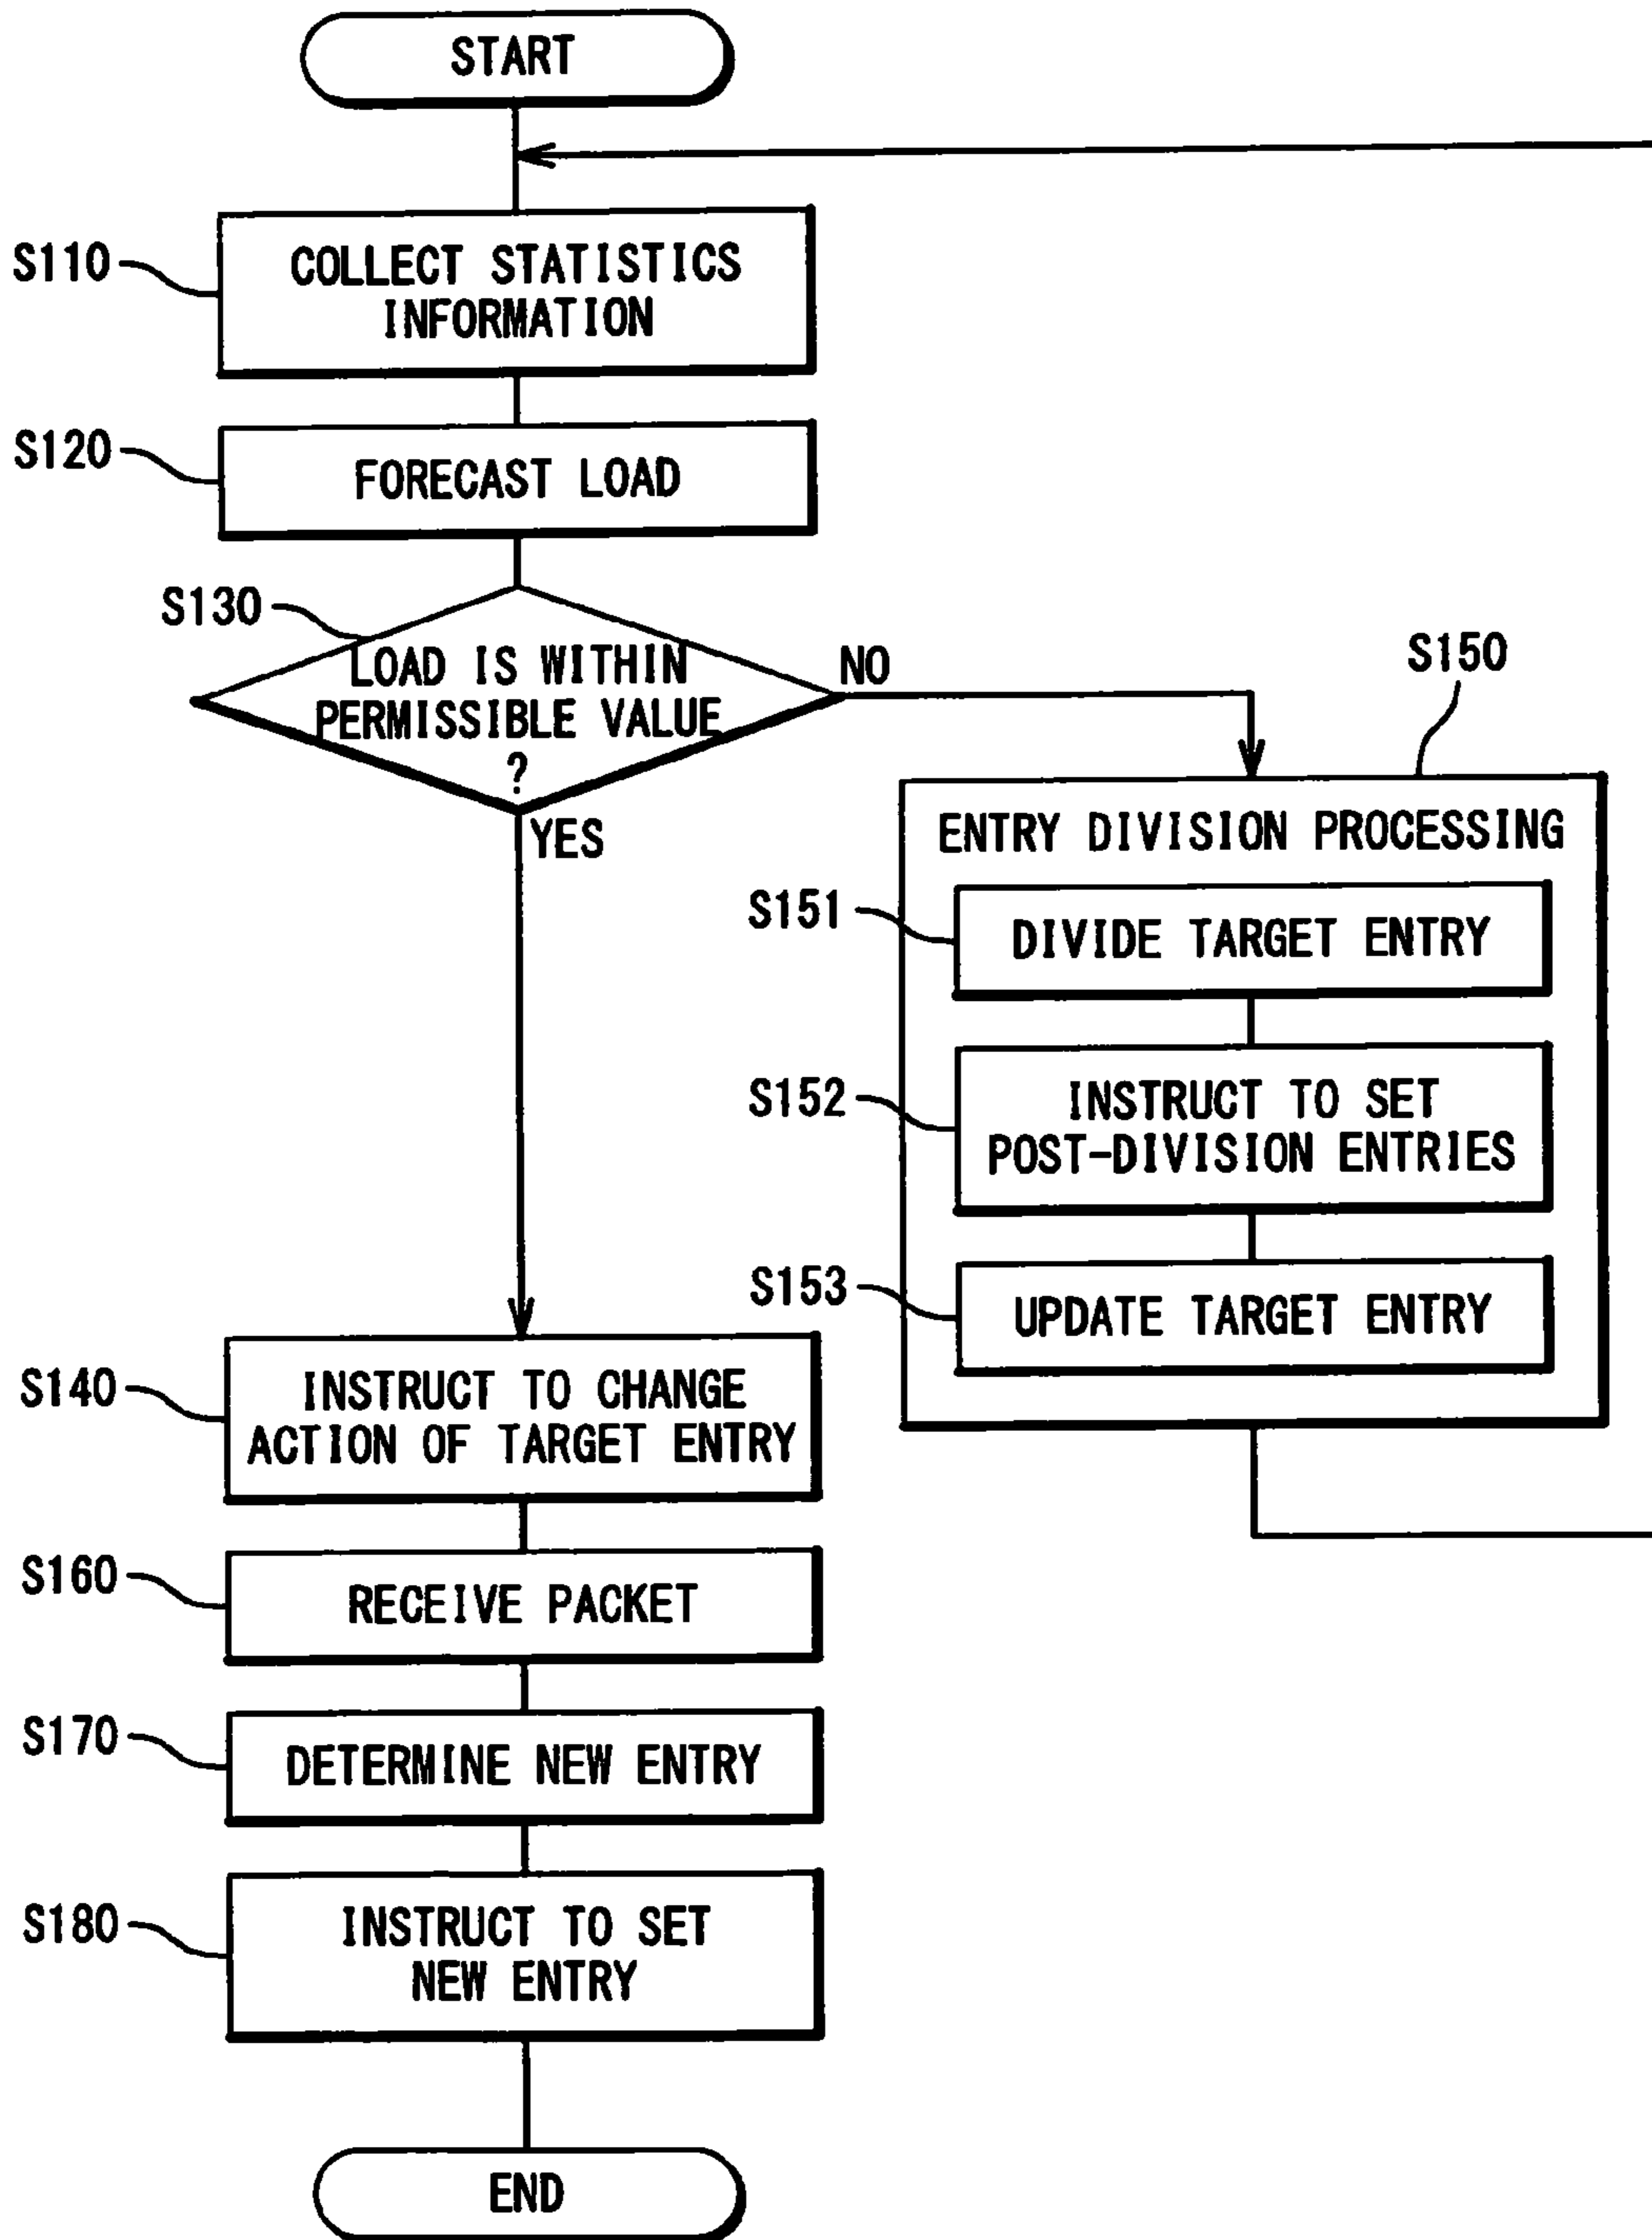 START
S110
COLLECT STATISTICS
INFORMATION
S120
FORECAST LOAD
S130
LOAD IS WITHIN
PERMISSIBLE VALUE
?
NO
YES
S150
ENTRY DIVISION PROCESSING
S151
DIVIDE TARGET ENTRY
S152
INSTRUCT TO SET
POST-DIVISION ENTRIES
S153
UPDATE TARGET ENTRY
S140
INSTRUCT TO CHANGE
ACTION OF TARGET ENTRY
S160
RECEIVE PACKET
S170
DETERMINE NEW ENTRY
S180
INSTRUCT TO SET
NEW ENTRY
END